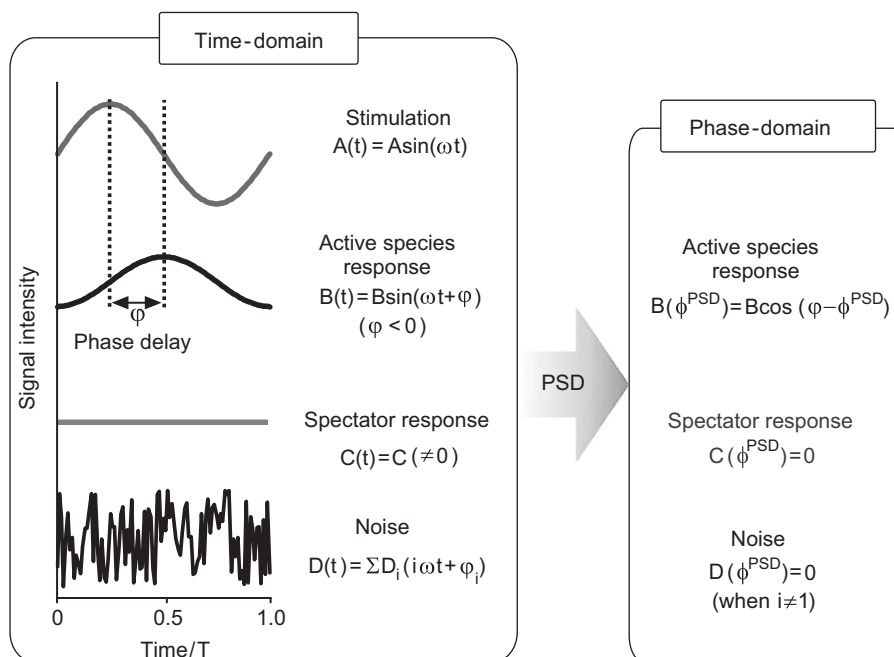 Time-domain
Stimulation
A(t) = Asin(ωt)
Active species
response
B(t)=Bsin(ωt+φ)
(φ < 0)
φ
Phase delay
Signal intensity
Spectator response
C(t)=C (≠0)
Noise
D(t) = ΣD_i (iωt + φ_i)
0
0.5
1.0
Time/T
PSD
Phase-domain
Active species
response
B(ϕ^PSD)=Bcos (φ–ϕ^PSD)
Spectator response
C(ϕ^PSD)=0
Noise
D(ϕ^PSD)=0
(when i≠1)